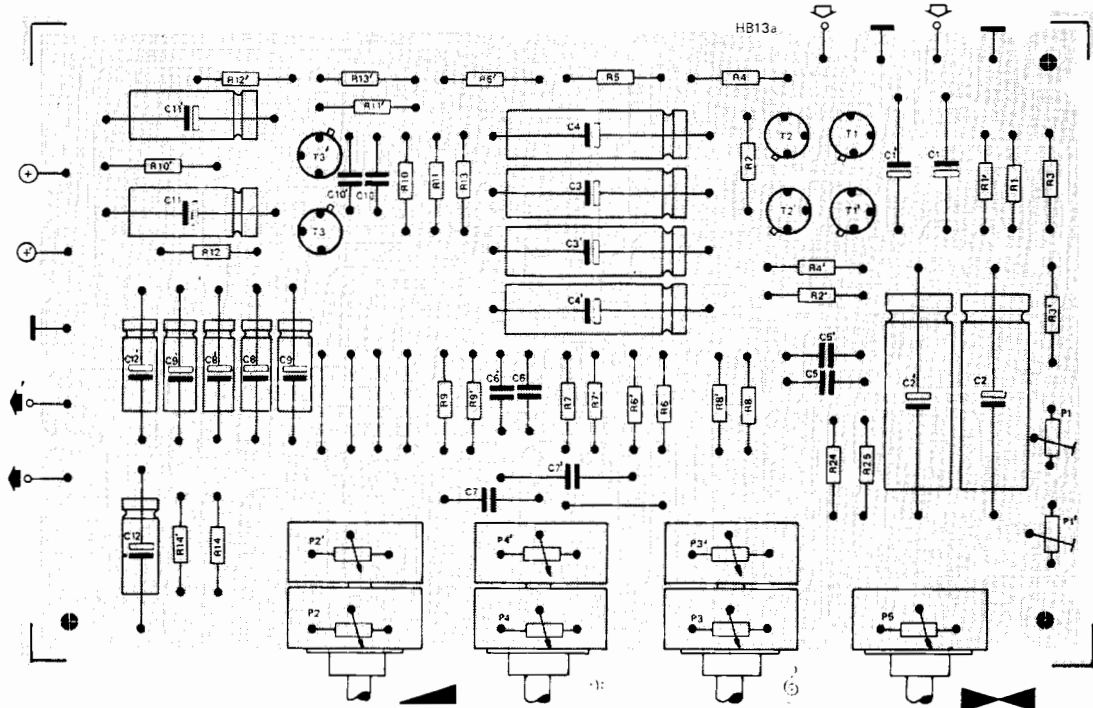 HB13a
R12' R13' R6' R5 R4
C11' R11' C4 T2 T1
T3' C10' C10 R10 R11 R13 R2 C1' C1 R1' R1 R3
R10' C3
C11 T3 T2' T1'
R12 C3' R4'
C4' R2' R3'
C12' C9' C8' C8 C9 C5' C5 C2' C2
R9 R9' C6' C6 R7 R7' R6' R6 R8' R8 P1
R24 R25
C7' C7
C12 R14' R14 P1'
P2' P4' P3'
P2 P4 P3 P5